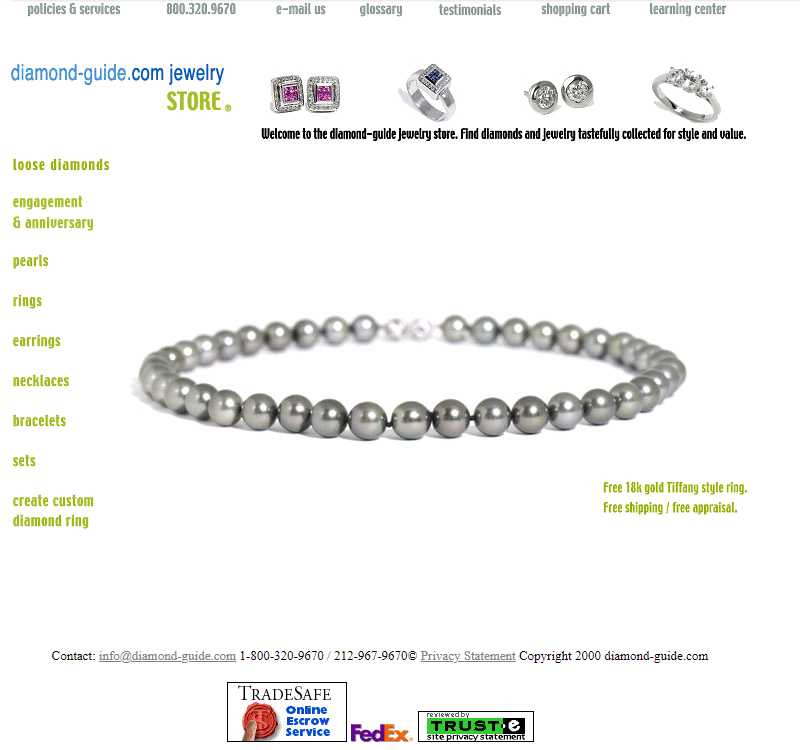 policies & services 800.320.9670 e-mail us glossary testimonials shopping cart learning center
diamond-guide.com jewelry
STORE ®
Welcome to the diamond-guide jewelry store. Find diamonds and jewelry tastefully collected for style and value.
loose diamonds
engagement
& anniversary
pearls
rings
earrings
necklaces
bracelets
sets
create custom
diamond ring
Free 18k gold Tiffany style ring.
Free shipping / free appraisal.
Contact: info@diamond-guide.com 1-800-320-9670 / 212-967-9670© Privacy Statement Copyright 2000 diamond-guide.com
TRADESAFE
Online
Escrow
Service
FedEx
reviewed by
TRUST·e
site privacy statement